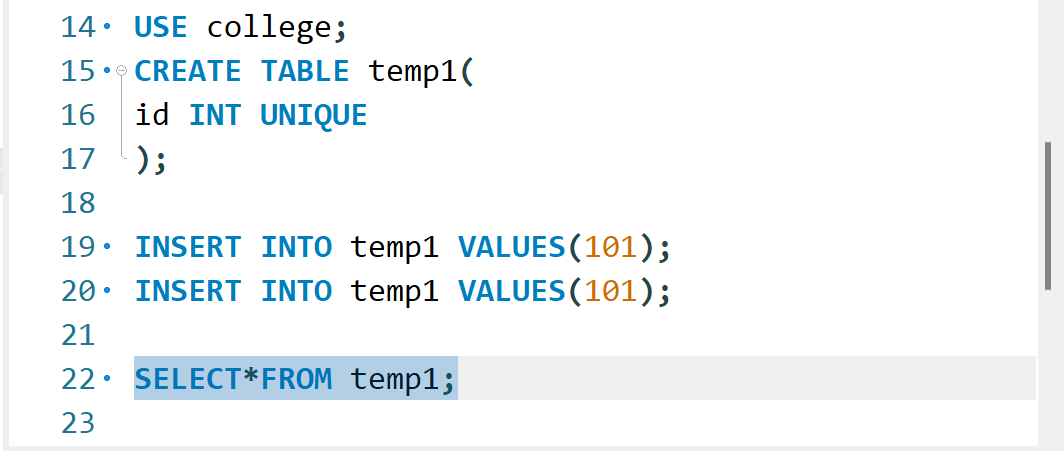 14 USE college;
15 CREATE TABLE temp1(
16 id INT UNIQUE
17 );
18
19 INSERT INTO temp1 VALUES(101);
20 INSERT INTO temp1 VALUES(101);
21
22 SELECT*FROM temp1;
23